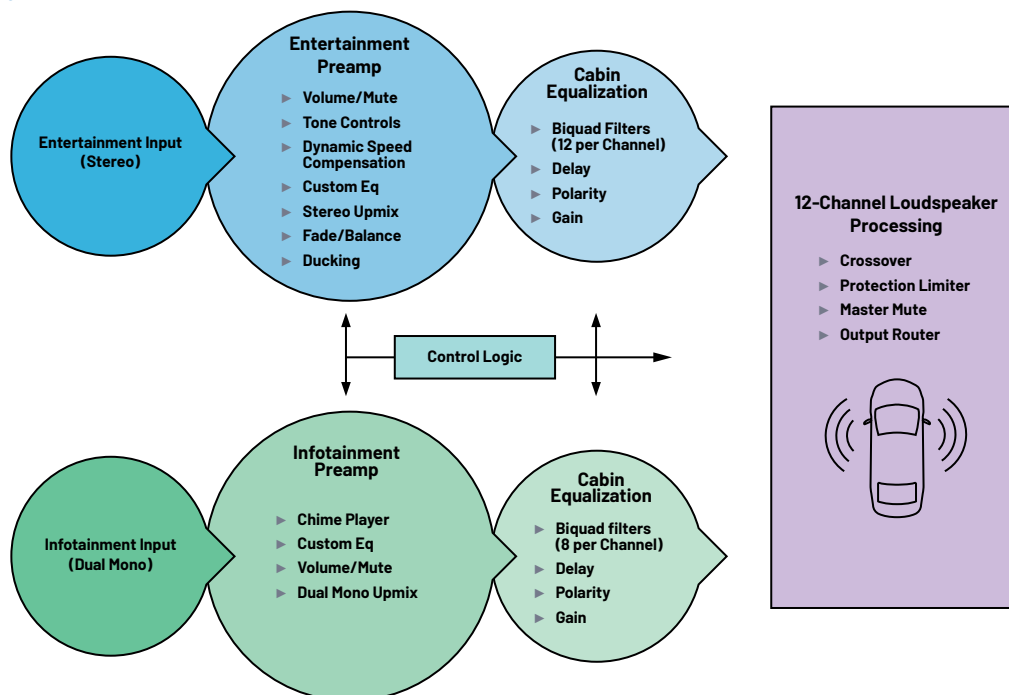 Entertainment Input
(Stereo)
Entertainment
Preamp
Volume/Mute
Tone Controls
Dynamic Speed
Compensation
Custom Eq
Stereo Upmix
Fade/Balance
Ducking
Cabin
Equalization
Biquad Filters
(12 per Channel)
Delay
Polarity
Gain
Control Logic
Infotainment Input
(Dual Mono)
Infotainment
Preamp
Chime Player
Custom Eq
Volume/Mute
Dual Mono Upmix
Cabin
Equalization
Biquad filters
(8 per Channel)
Delay
Polarity
Gain
12-Channel Loudspeaker
Processing
Crossover
Protection Limiter
Master Mute
Output Router